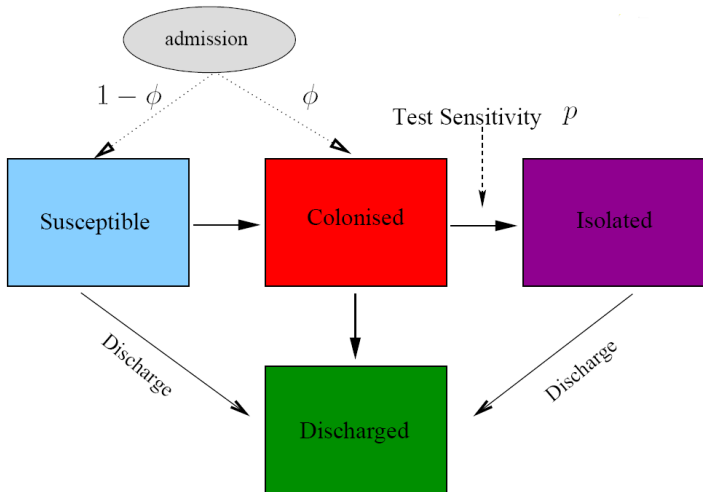 admission
1 − ϕ
ϕ
Test Sensitivity p
Susceptible
Colonised
Isolated
Discharge
Discharge
Discharged